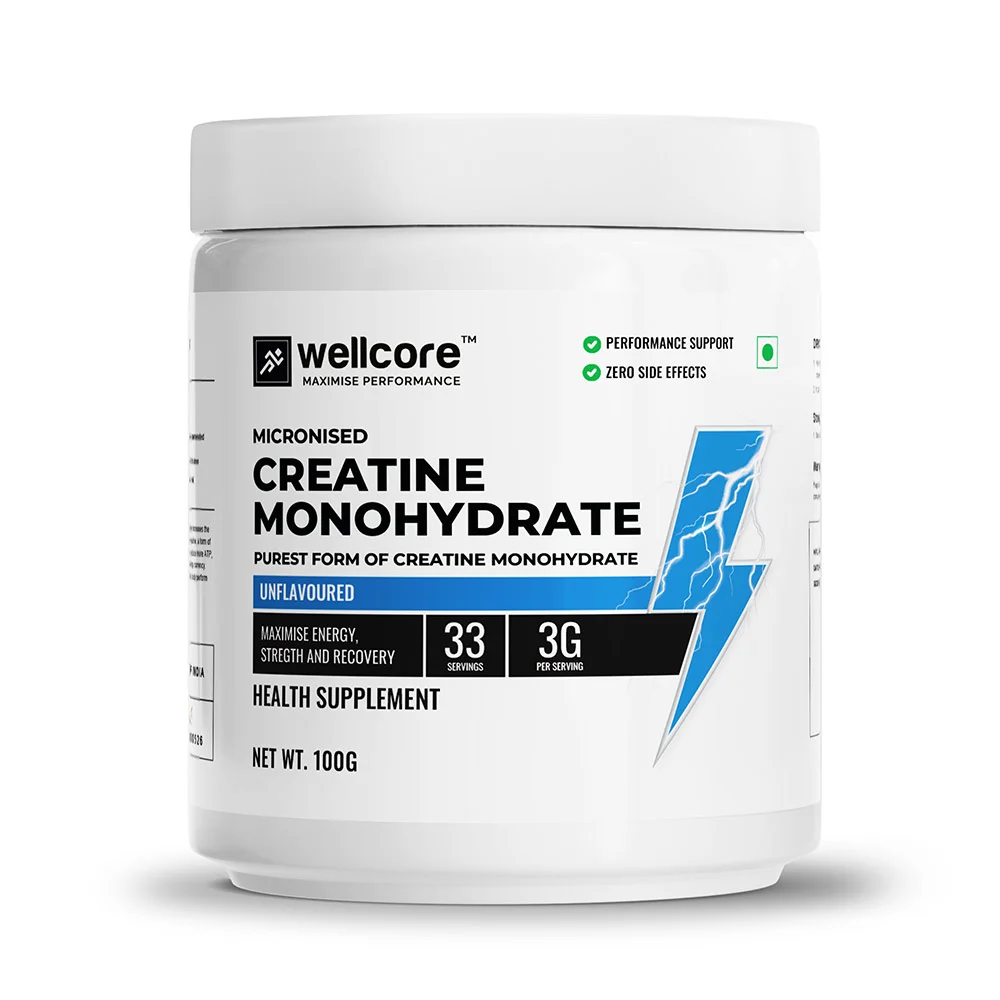 wellcore™
MAXIMISE PERFORMANCE
PERFORMANCE SUPPORT
ZERO SIDE EFFECTS
MICRONISED
CREATINE
MONOHYDRATE
PUREST FORM OF CREATINE MONOHYDRATE
UNFLAVOURED
MAXIMISE ENERGY,
STREGTH AND RECOVERY
33
SERVINGS
3G
PER SERVING
HEALTH SUPPLEMENT
NET WT. 100G
INDIA